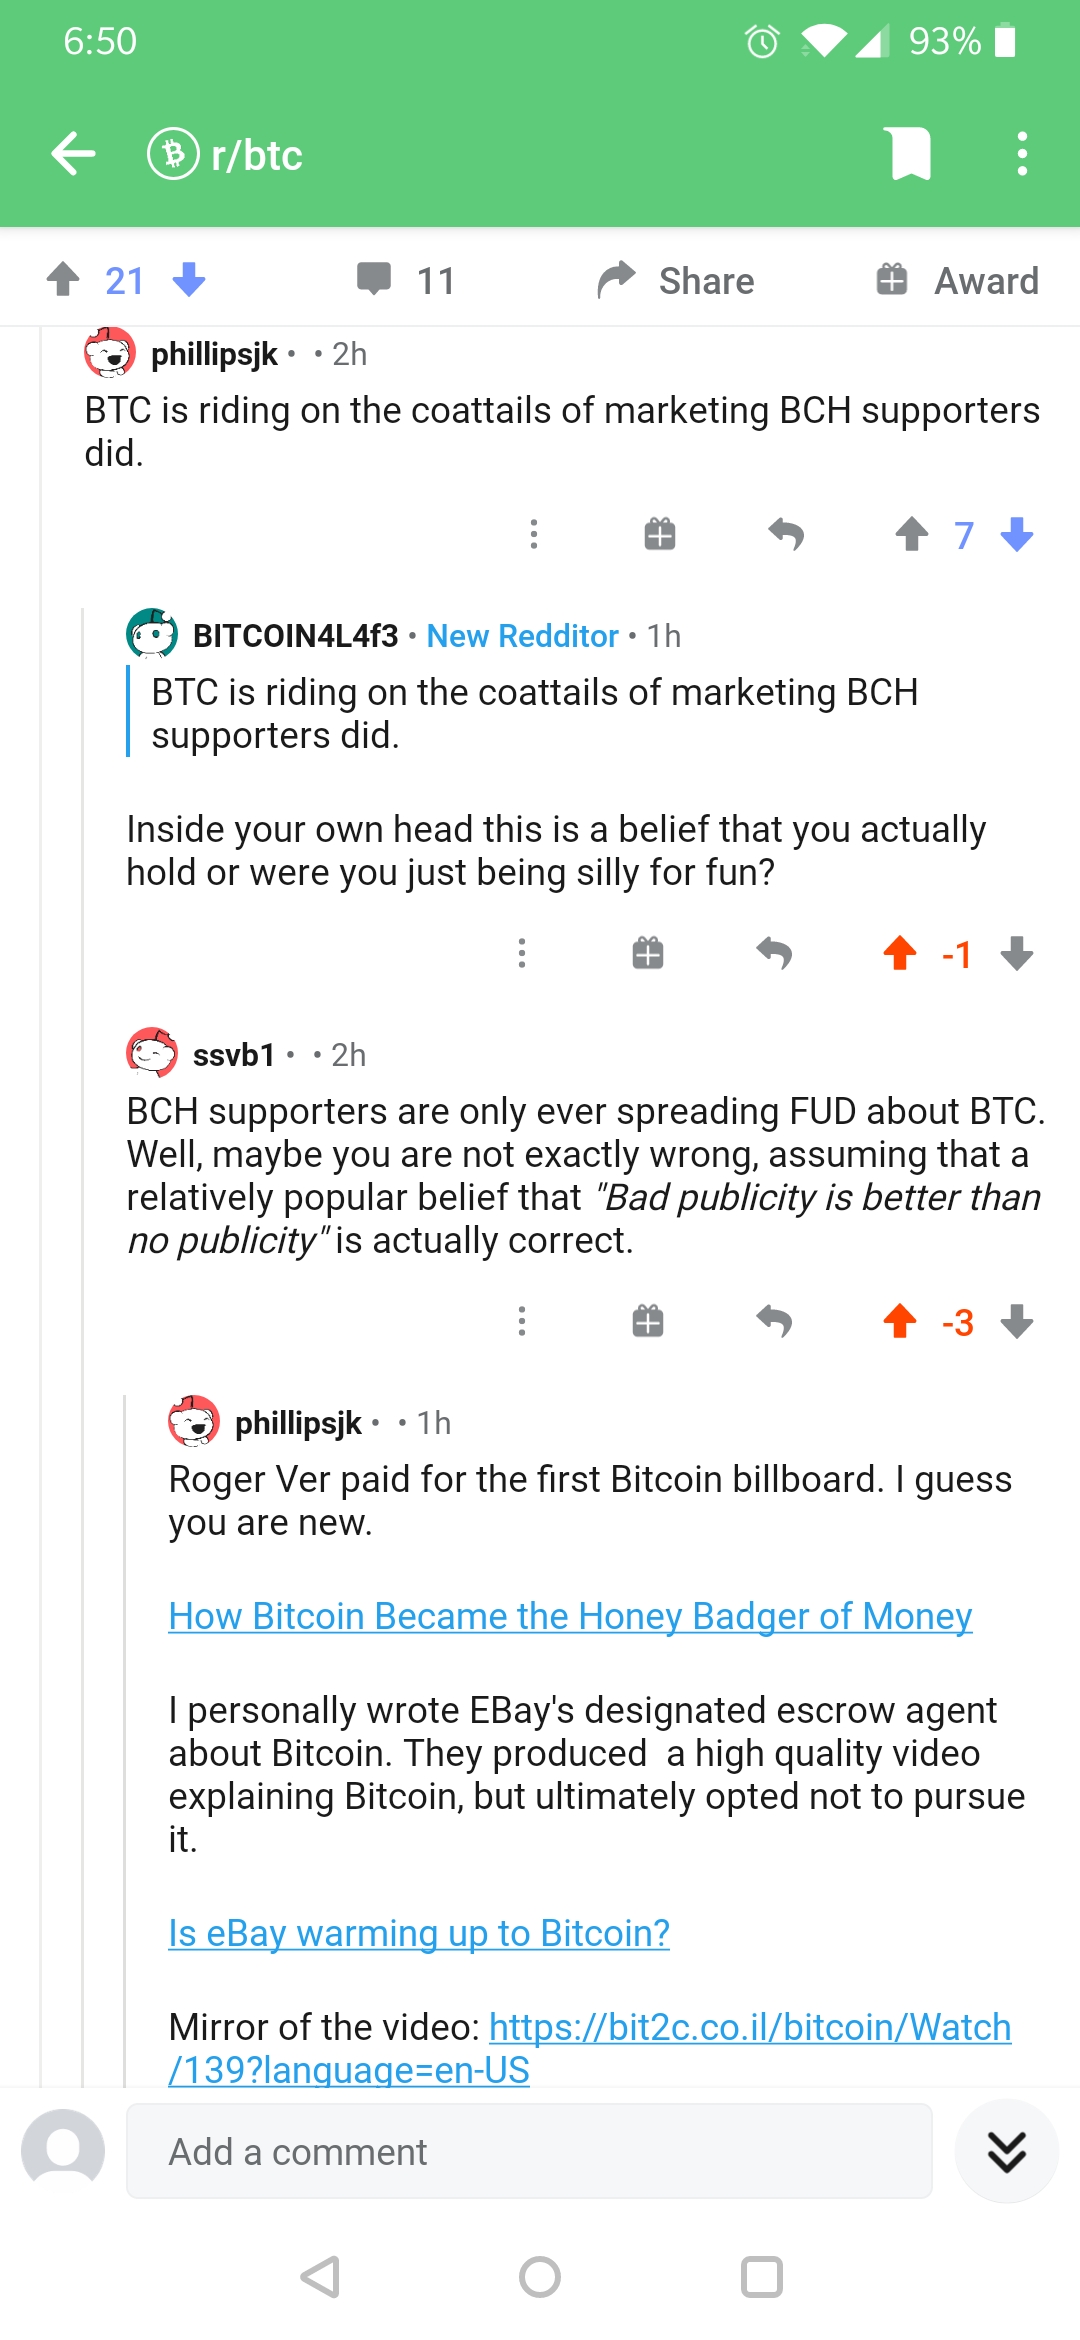 6:50
93%
r/btc
21
11
Share
Award
phillipsjk • • 2h
BTC is riding on the coattails of marketing BCH supporters
did.
7
BITCOIN4L4f3 • New Redditor • 1h
BTC is riding on the coattails of marketing BCH
supporters did.
Inside your own head this is a belief that you actually
hold or were you just being silly for fun?
-1
ssvb1 • • 2h
BCH supporters are only ever spreading FUD about BTC.
Well, maybe you are not exactly wrong, assuming that a
relatively popular belief that "Bad publicity is better than
no publicity" is actually correct.
-3
phillipsjk • • 1h
Roger Ver paid for the first Bitcoin billboard. I guess
you are new.
How Bitcoin Became the Honey Badger of Money
I personally wrote EBay's designated escrow agent
about Bitcoin. They produced  a high quality video
explaining Bitcoin, but ultimately opted not to pursue
it.
Is eBay warming up to Bitcoin?
Mirror of the video: https://bit2c.co.il/bitcoin/Watch
/139?language=en-US
Add a comment